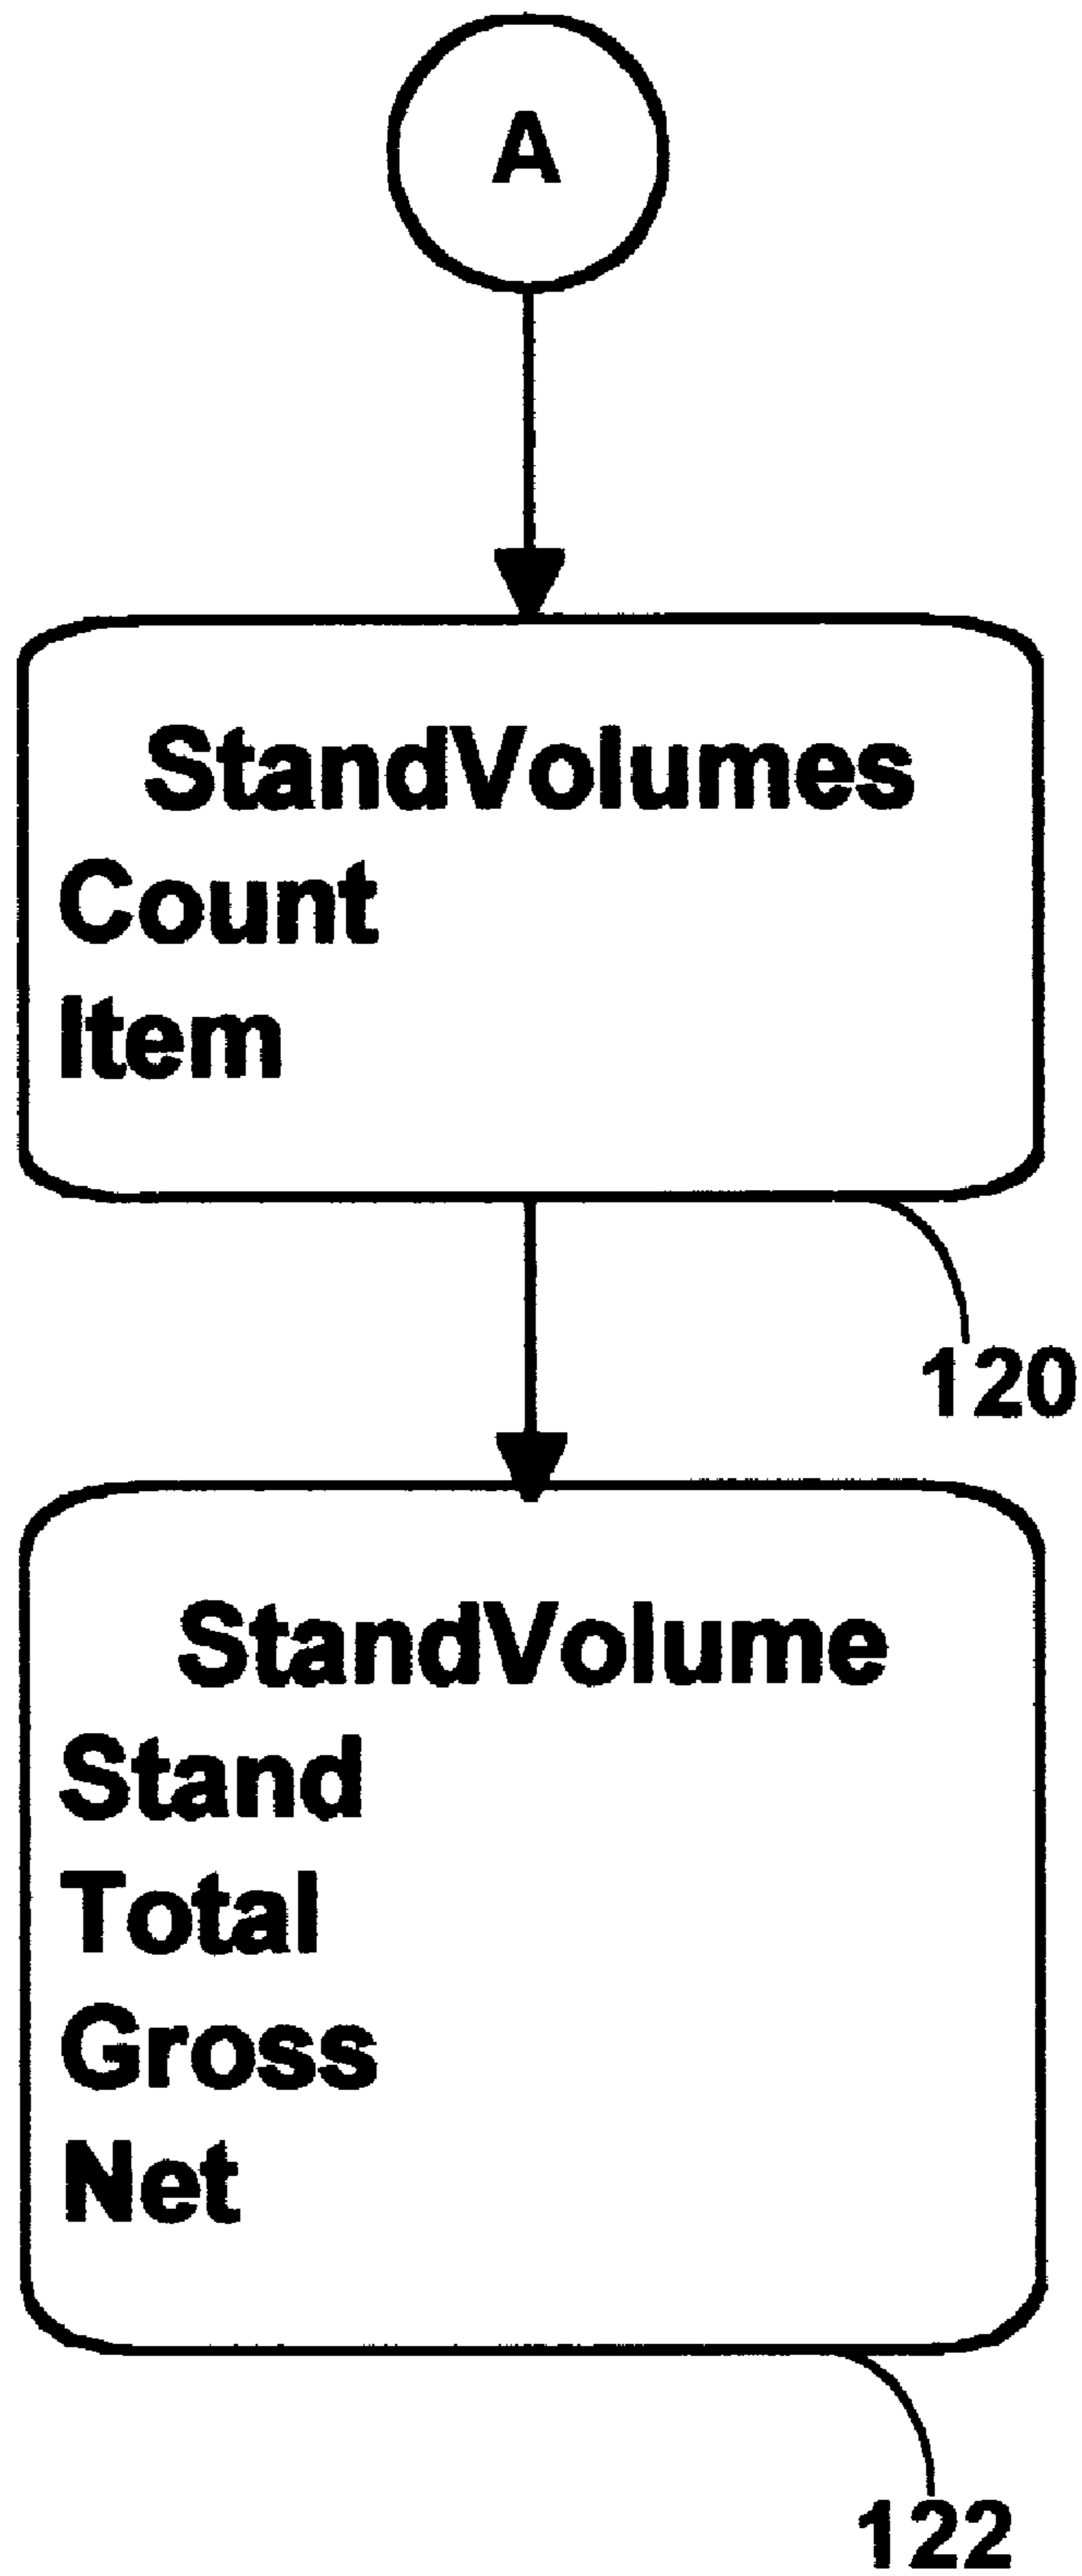 A
StandVolumes
Count
Item
120
StandVolume
Stand
Total
Gross
Net
122